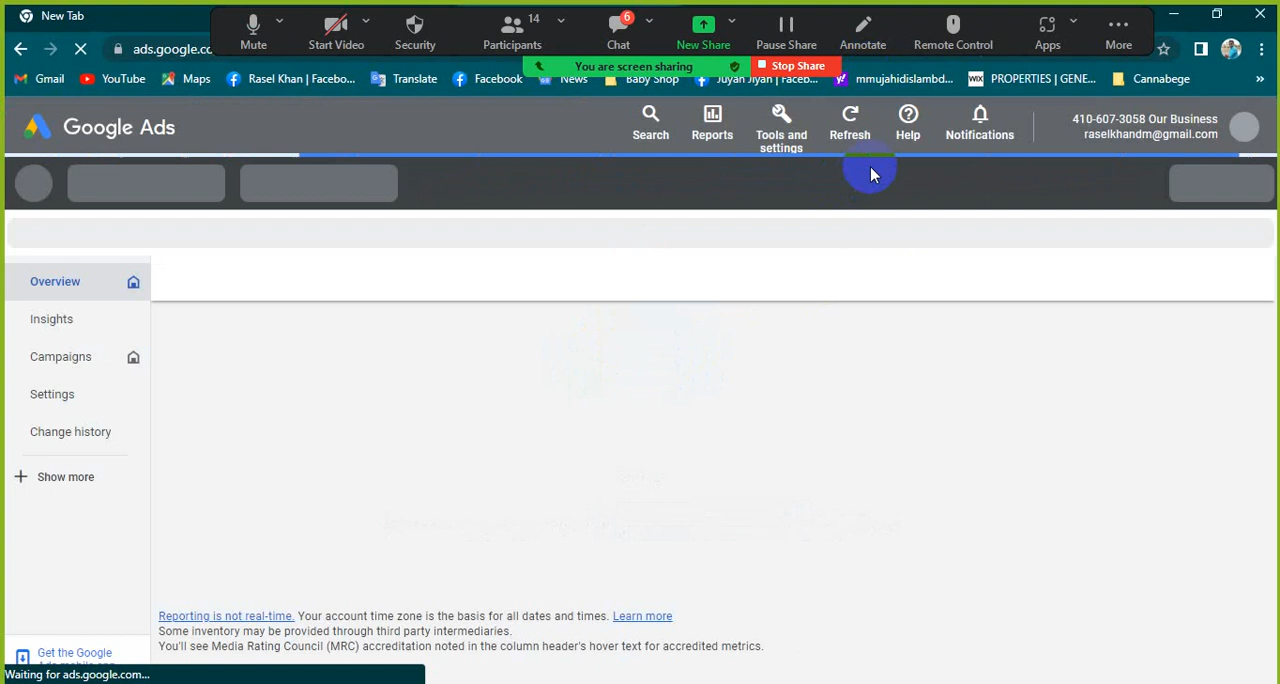 New Tab
Mute
Start Video
Security
14
Participants
6
Chat
New Share
Pause Share
Annotate
Remote Control
Apps
More
ads.google.co
You are screen sharing
Stop Share
Gmail
YouTube
Maps
Rasel Khan | Facebo...
Translate
Facebook
News
Baby Shop
Juyah Jiyah | Faceb...
mmujahidislambd...
WIX
PROPERTIES | GENE...
Cannabege
»
Google Ads
Search
Reports
Tools and
settings
Refresh
Help
Notifications
410-607-3058 Our Business
raselkhandm@gmail.com
Overview
Insights
Campaigns
Settings
Change history
Show more
Reporting is not real-time. Your account time zone is the basis for all dates and times. Learn more
Some inventory may be provided through third party intermediaries.
You'll see Media Rating Council (MRC) accreditation noted in the column header's hover text for accredited metrics.
Get the Google
Waiting for ads.google.com...